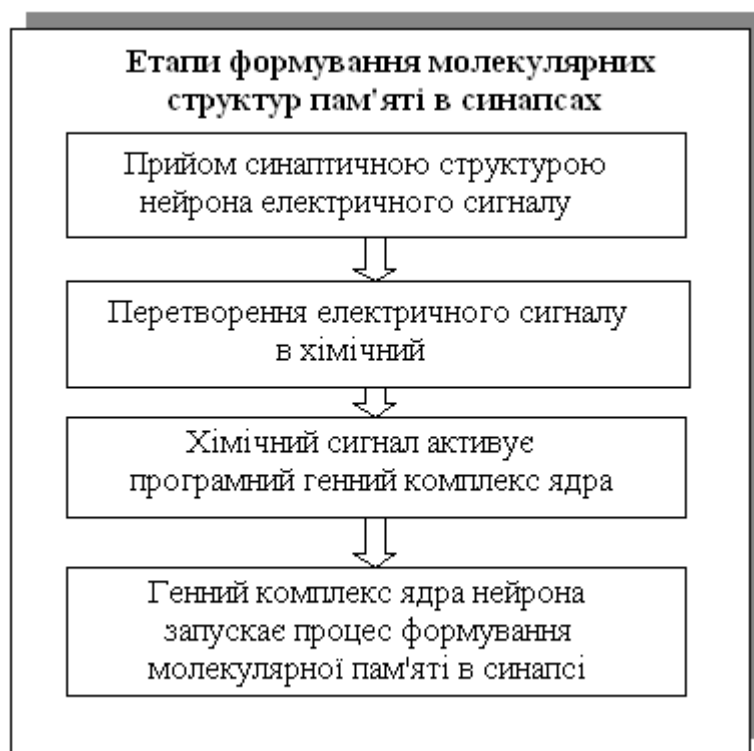 Етапи формування молекулярних
структур пам'яті в синапсах
Прийом синаптичною структурою
нейрона електричного сигналу
Перетворення електричного сигналу
в хімічний
Хімічний сигнал активує
програмний генний комплекс ядра
Генний комплекс ядра нейрона
запускає процес формування
молекулярної пам'яті в синапсі